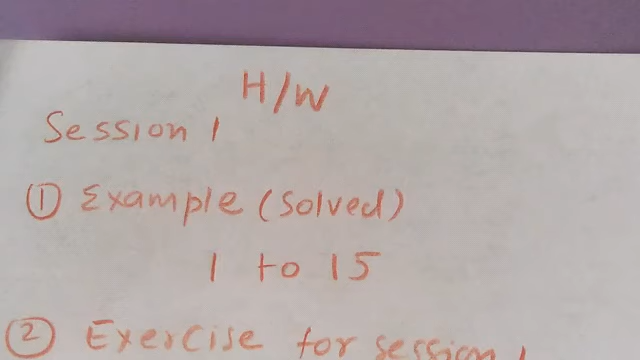 H/W
Session 1
① Example (solved)
1 to 15
② Exercise for session 1